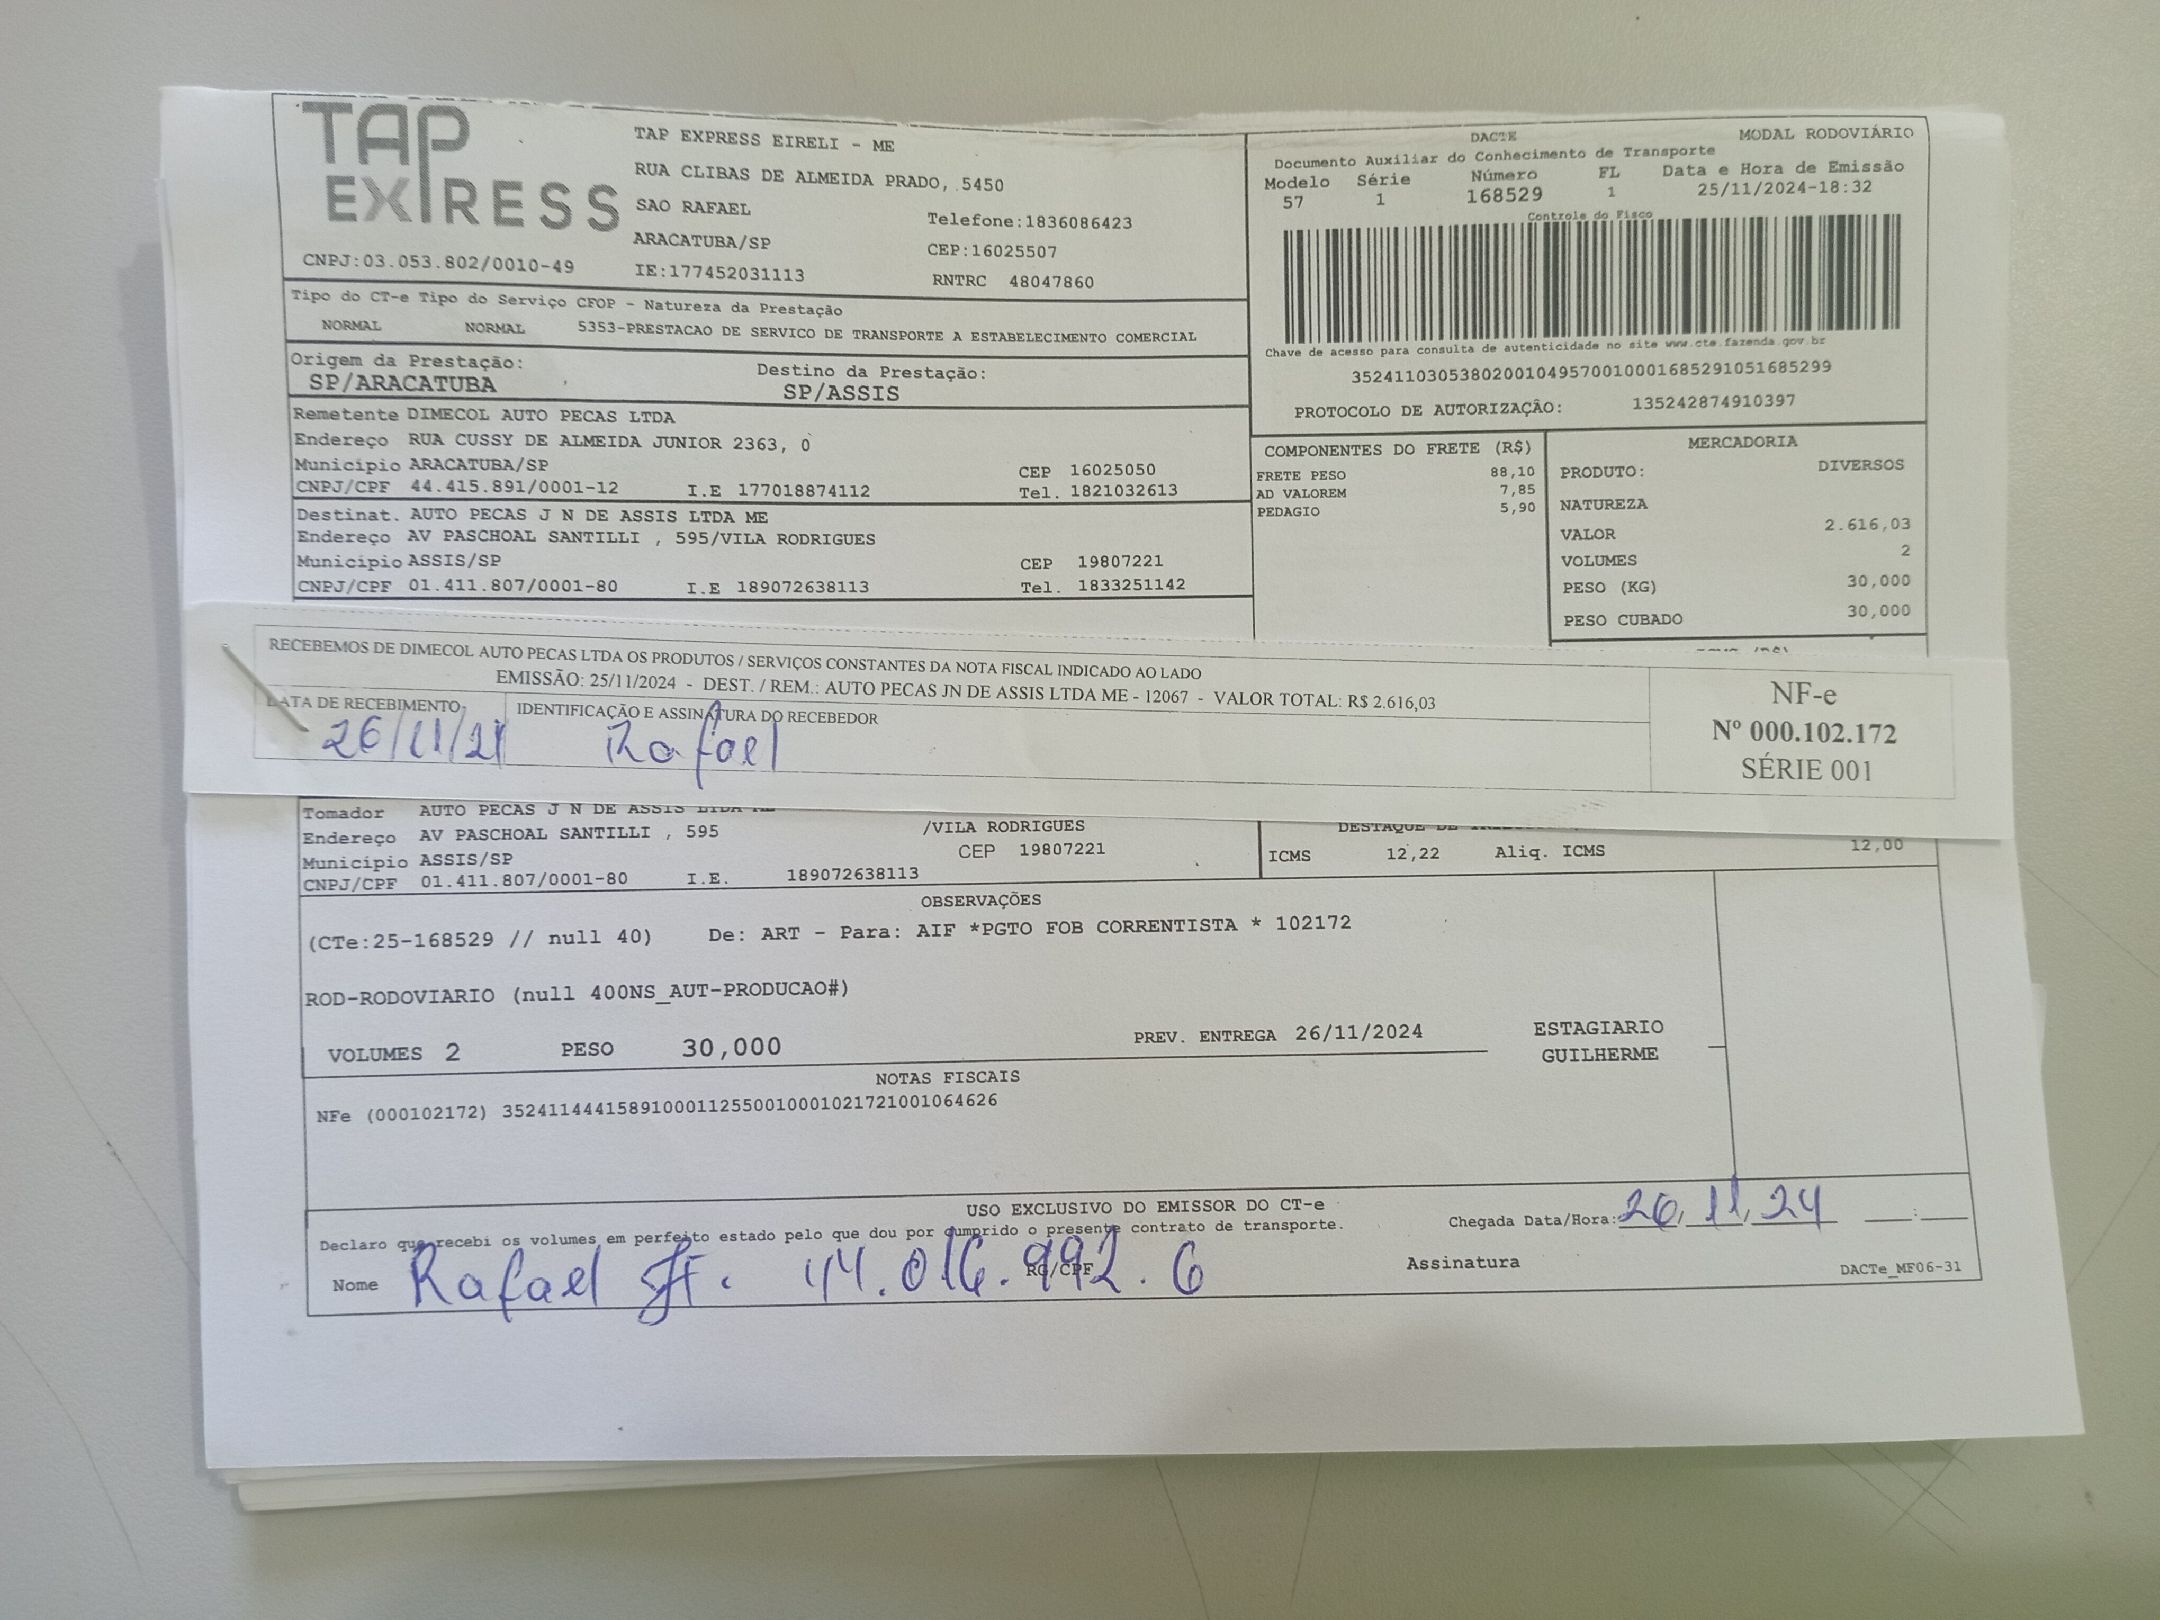 TAP
EXPRESS
CNPJ:03.053.802/0010-49
TAP EXPRESS EIRELI - ME
RUA CLIBAS DE ALMEIDA PRADO, 5450
SAO RAFAEL
Telefone:1836086423
ARACATUBA/SP
CEP:16025507
IE:177452031113
RNTRC 48047860
DACTE MODAL RODOVIÁRIO
Documento Auxiliar do Conhecimento de Transporte
Modelo Série Número FL Data e Hora de Emissão
57 1 168529 1 25/11/2024-18:32
Controle do Fisco
Chave de acesso para consulta de autenticidade no site www.cte.fazenda.gov.br
35241103053802001049570010001685291051685299
PROTOCOLO DE AUTORIZAÇÃO: 135242874910397
Tipo do CT-e Tipo do Serviço CFOP - Natureza da Prestação
NORMAL NORMAL 5353-PRESTACAO DE SERVICO DE TRANSPORTE A ESTABELECIMENTO COMERCIAL
Origem da Prestação: Destino da Prestação:
SP/ARACATUBA SP/ASSIS
Remetente DIMECOL AUTO PECAS LTDA
Endereço RUA CUSSY DE ALMEIDA JUNIOR 2363, 0
Município ARACATUBA/SP CEP 16025050
CNPJ/CPF 44.415.891/0001-12 I.E 177018874112 Tel. 1821032613
Destinat. AUTO PECAS J N DE ASSIS LTDA ME
Endereço AV PASCHOAL SANTILLI , 595/VILA RODRIGUES
Município ASSIS/SP CEP 19807221
CNPJ/CPF 01.411.807/0001-80 I.E 189072638113 Tel. 1833251142
COMPONENTES DO FRETE (R$)
FRETE PESO 88,10
AD VALOREM 7,85
PEDAGIO 5,90
MERCADORIA
PRODUTO: DIVERSOS
NATUREZA
VALOR 2.616,03
VOLUMES 2
PESO (KG) 30,000
PESO CUBADO 30,000
RECEBEMOS DE DIMECOL AUTO PECAS LTDA OS PRODUTOS / SERVIÇOS CONSTANTES DA NOTA FISCAL INDICADO AO LADO
EMISSÃO: 25/11/2024 - DEST. / REM.: AUTO PECAS JN DE ASSIS LTDA ME - 12067 - VALOR TOTAL: R$ 2.616,03
DATA DE RECEBIMENTO IDENTIFICAÇÃO E ASSINATURA DO RECEBEDOR
26/11/24 Rafael
NF-e
Nº 000.102.172
SÉRIE 001
Tomador AUTO PECAS J N DE ASSIS LTDA ME
Endereço AV PASCHOAL SANTILLI , 595 /VILA RODRIGUES
Município ASSIS/SP CEP 19807221
CNPJ/CPF 01.411.807/0001-80 I.E. 189072638113
DESTAQUE DE
ICMS 12,22 Aliq. ICMS 12,00
OBSERVAÇÕES
(CTe:25-168529 // null 40) De: ART - Para: AIF *PGTO FOB CORRENTISTA * 102172
ROD-RODOVIARIO (null 400NS_AUT-PRODUCAO#)
VOLUMES 2 PESO 30,000 PREV. ENTREGA 26/11/2024
ESTAGIARIO
GUILHERME
NOTAS FISCAIS
NFe (000102172) 35241144415891000112550010001021721001064626
USO EXCLUSIVO DO EMISSOR DO CT-e
Declaro que recebi os volumes em perfeito estado pelo que dou por cumprido o presente contrato de transporte.
Chegada Data/Hora: 26, 11, 24 :
Nome Rafael 44.016.992.6 RG/CPF
Assinatura
DACTe_MF06-31